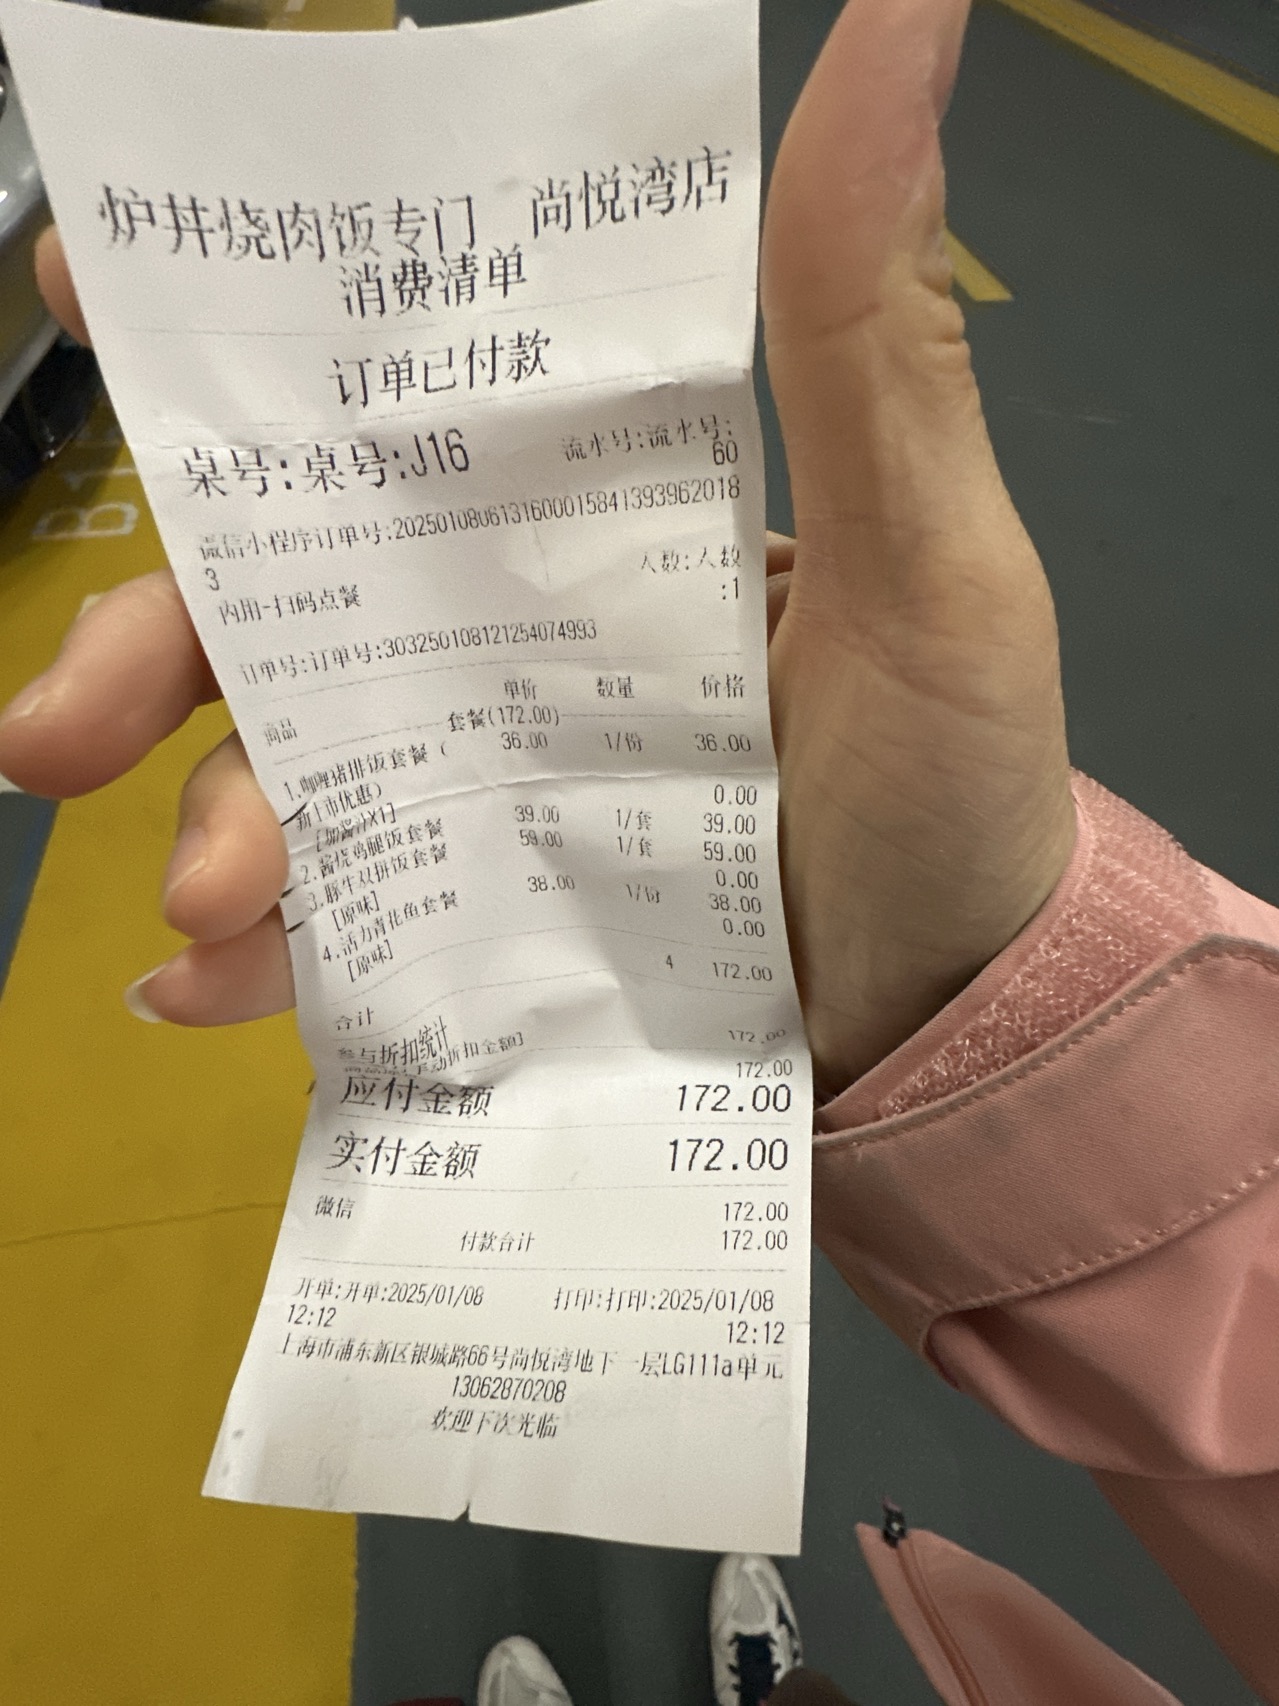 炉丼烧肉饭专门 尚悦湾店
消费清单
订单已付款
桌号:桌号:J16 流水号:流水号:
60
微信小程序订单号:2025010806131600015841393962018
3
内用-扫码点餐 人数:人数
:1
订单号:订单号:303250108121254074993
商品 单价 数量 价格
套餐(172.00)
1.咖喱猪排饭套餐( 36.00 1/份 36.00
新上市优惠)
X1] 0.00
2.酱烧鸡腿饭套餐 39.00 1/套 39.00
3.豚牛双拼饭套餐 59.00 1/套 59.00
[原味] 0.00
4.活力青花鱼套餐 38.00 1/份 38.00
[原味] 0.00
合计 4 172.00
参与折扣统计 172.00
手动折扣金额] 172.00
应付金额 172.00
实付金额 172.00
微信 172.00
付款合计 172.00
开单:开单:2025/01/08 打印:打印:2025/01/08
12:12 12:12
上海市浦东新区银城路66号尚悦湾地下一层LG111a单元
13062870208
欢迎下次光临
B1